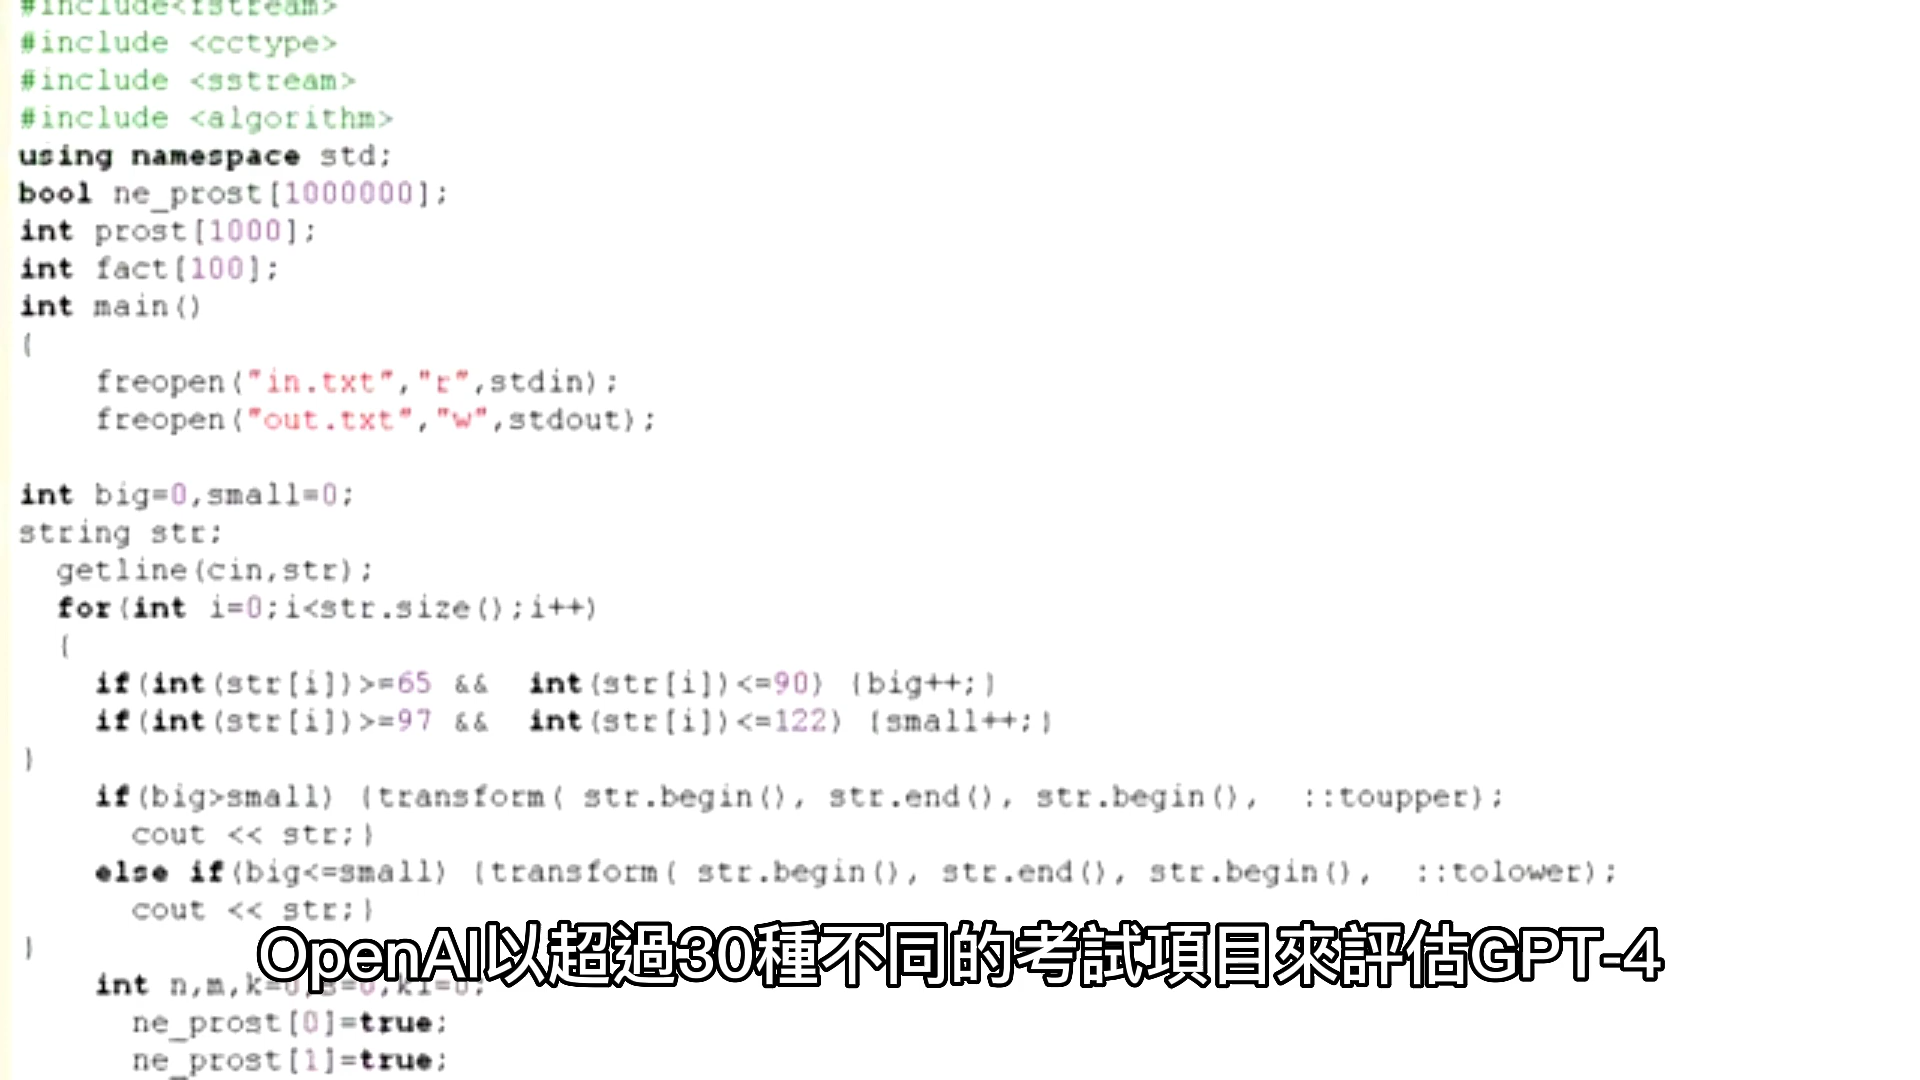 #include<fstream>
#include <cctype>
#include <sstream>
#include <algorithm>
using namespace std;
bool ne_prost[1000000];
int prost[1000];
int fact[100];
int main()
{
freopen("in.txt","r",stdin);
freopen("out.txt","w",stdout);
int big=0,small=0;
string str;
getline(cin,str);
for(int i=0;i<str.size();i++)
{
if(int(str[i])>=65 && int(str[i])<=90) {big++;}
if(int(str[i])>=97 && int(str[i])<=122) {small++;}
}
if(big>small) {transform( str.begin(), str.end(), str.begin(), ::toupper);
cout << str;}
else if(big<=small) {transform( str.begin(), str.end(), str.begin(), ::tolower);
cout << str;}
}
OpenAI以超過30種不同的考試項目來評估GPT-4
int n,m,k=0,s=0,k1=0;
ne_prost[0]=true;
ne_prost[1]=true;